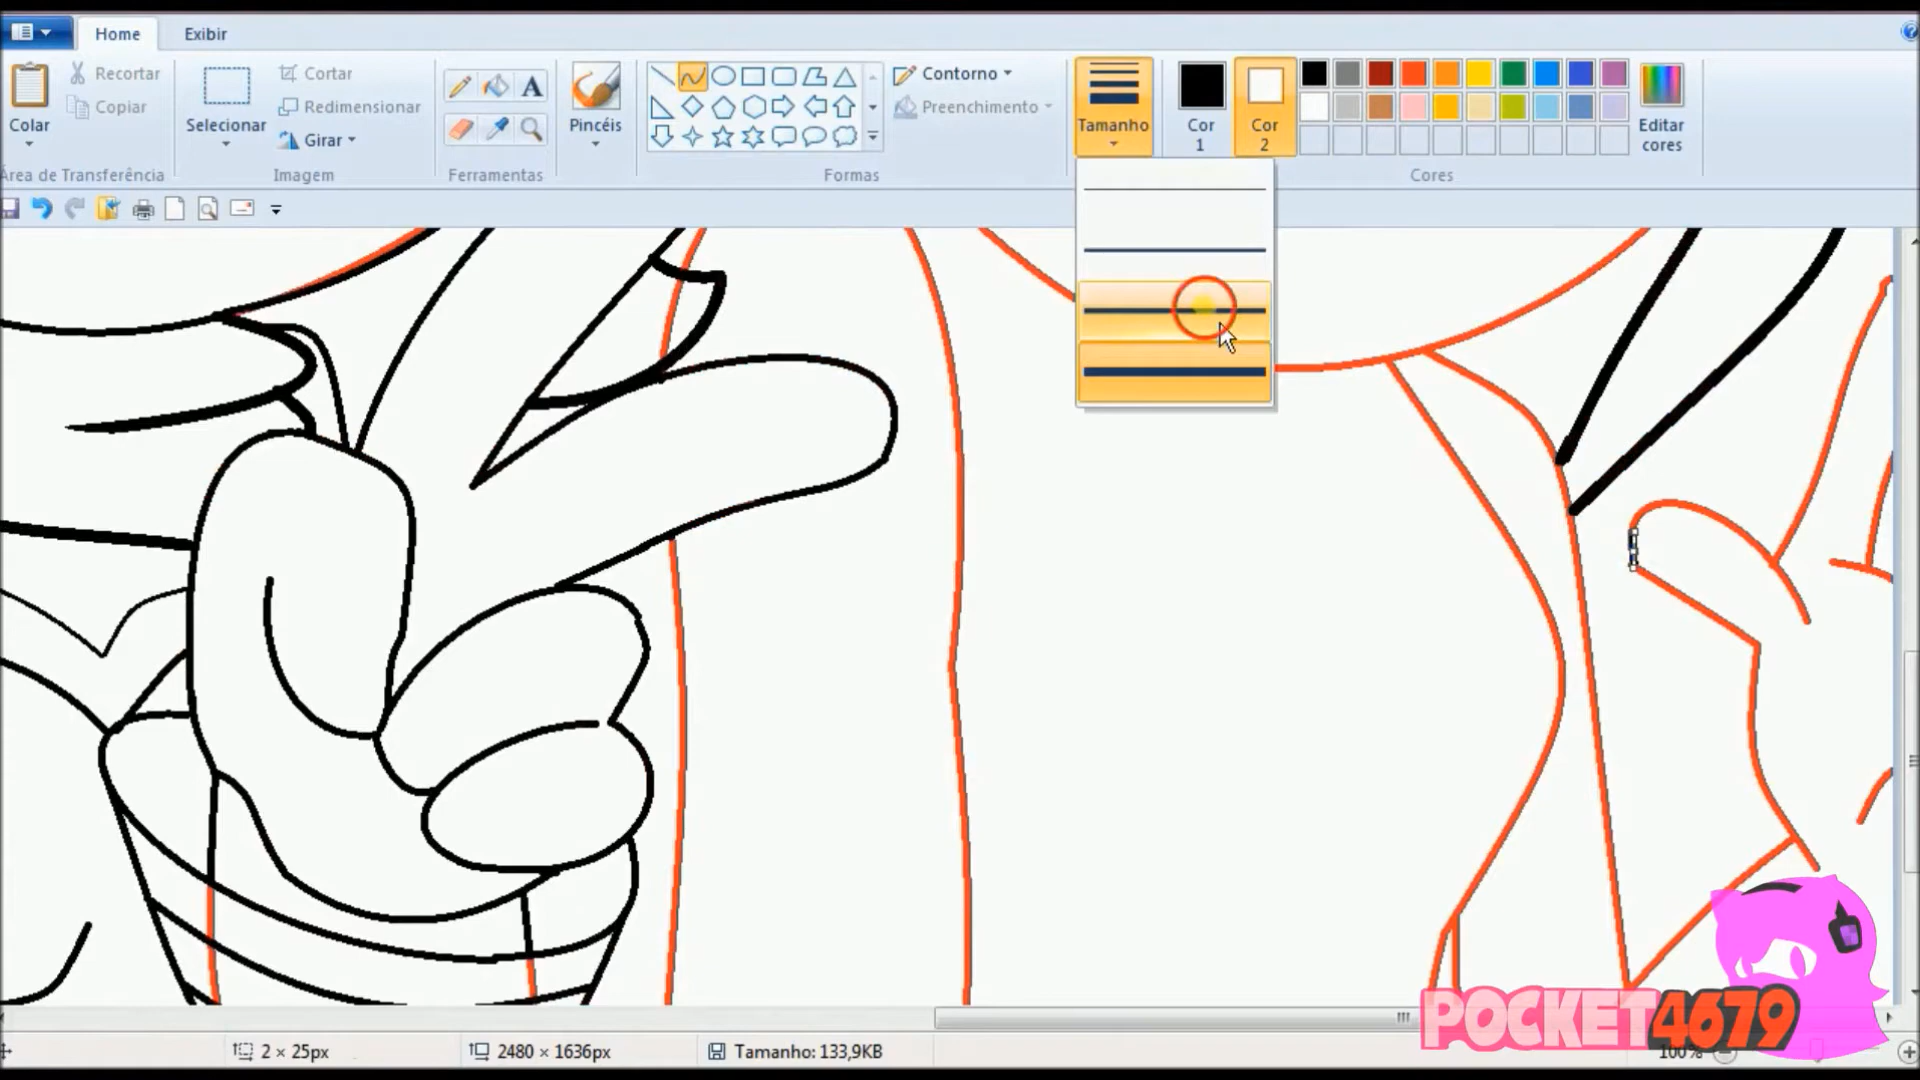 Home Exibir
Colar
Recortar
Copiar
Área de Transferência
Selecionar
Cortar
Redimensionar
Girar
Imagem
A
Ferramentas
Pincéis
Formas
Contorno
Preenchimento
Tamanho
Cor
1
Cor
2
Editar
cores
Cores
2 × 25px
2480 × 1636px
Tamanho: 133,9KB
100%
POCKET4679